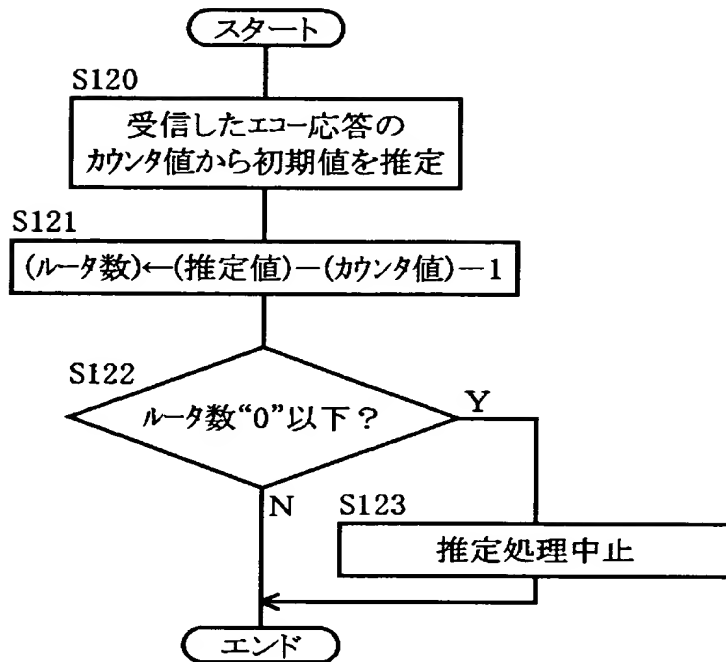 スタート
S120
受信したエコー応答の
カウンタ値から初期値を推定
S121
(ルータ数)←(推定値)−(カウンタ値)−1
S122
ルータ数“0”以下？
Y
N
S123
推定処理中止
エンド